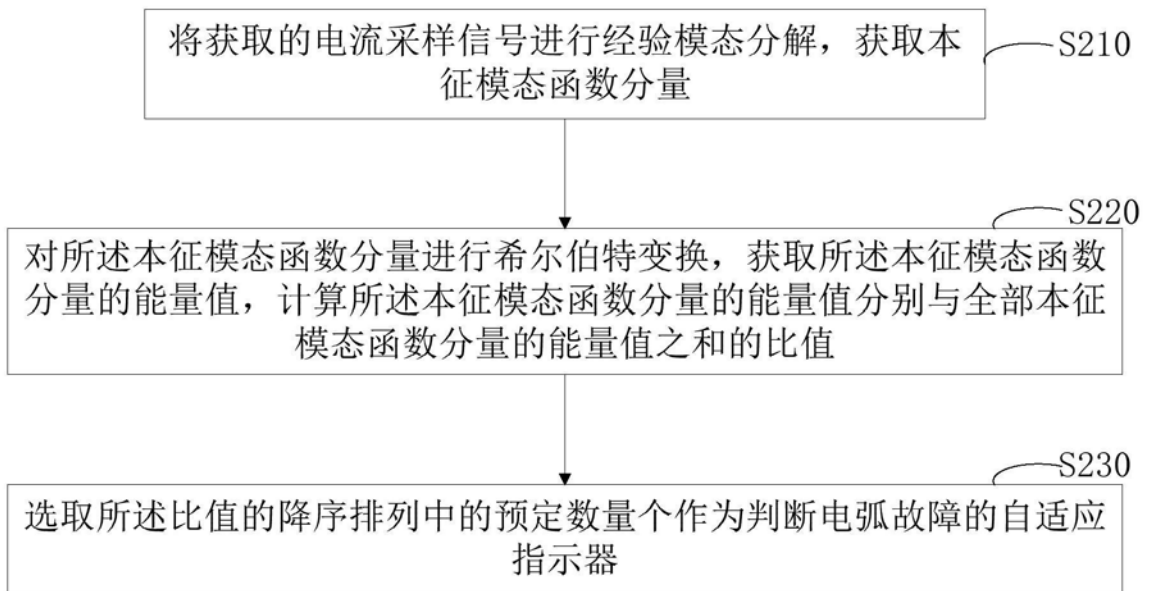 将获取的电流采样信号进行经验模态分解，获取本
征模态函数分量
S210
S220
对所述本征模态函数分量进行希尔伯特变换，获取所述本征模态函数
分量的能量值，计算所述本征模态函数分量的能量值分别与全部本征
模态函数分量的能量值之和的比值
S230
选取所述比值的降序排列中的预定数量个作为判断电弧故障的自适应
指示器